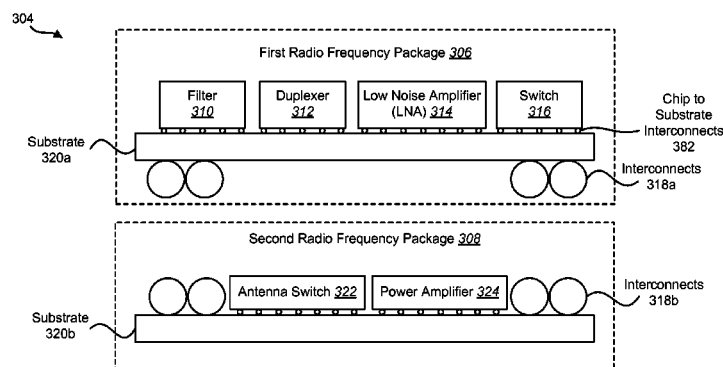 304
First Radio Frequency Package 306
Filter
310
Duplexer
312
Low Noise Amplifier
(LNA) 314
Switch
316
Chip to
Substrate
Interconnects
382
Substrate
320a
Interconnects
318a
Second Radio Frequency Package 308
Antenna Switch 322
Power Amplifier 324
Interconnects
318b
Substrate
320b